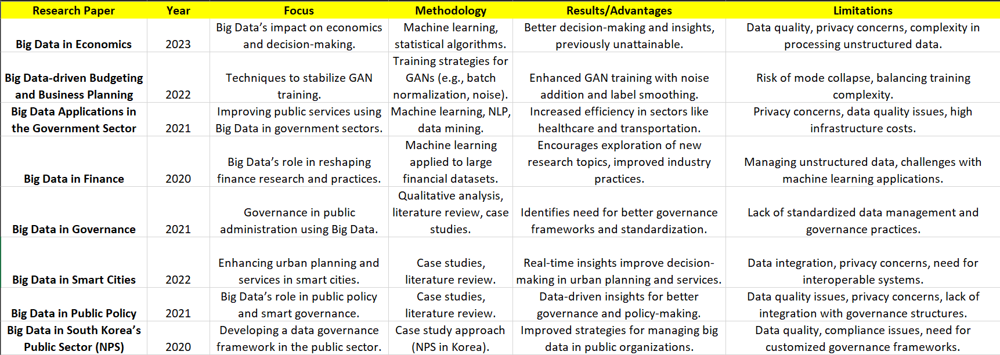 Research Paper Year Focus Methodology Results/Advantages Limitations
Big Data in Economics 2023 Big Data’s impact on economics
and decision-making. Machine learning,
statistical algorithms. Better decision-making and insights,
previously unattainable. Data quality, privacy concerns, complexity in
processing unstructured data.
Big Data-driven Budgeting
and Business Planning 2022 Techniques to stabilize GAN
training. Training strategies for
GANs (e.g., batch
normalization, noise). Enhanced GAN training with noise
addition and label smoothing. Risk of mode collapse, balancing training
complexity.
Big Data Applications in
the Government Sector 2021 Improving public services using
Big Data in government sectors. Machine learning, NLP,
data mining. Increased efficiency in sectors like
healthcare and transportation. Privacy concerns, data quality issues, high
infrastructure costs.
Big Data in Finance 2020 Big Data’s role in reshaping
finance research and practices. Machine learning
applied to large
financial datasets. Encourages exploration of new
research topics, improved industry
practices. Managing unstructured data, challenges with
machine learning applications.
Big Data in Governance 2021 Governance in public
administration using Big Data. Qualitative analysis,
literature review, case
studies. Identifies need for better governance
frameworks and standardization. Lack of standardized data management and
governance practices.
Big Data in Smart Cities 2022 Enhancing urban planning and
services in smart cities. Case studies,
literature review. Real-time insights improve decision-
making in urban planning and services. Data integration, privacy concerns, need for
interoperable systems.
Big Data in Public Policy 2021 Big Data’s role in public policy
and smart governance. Case studies,
literature review. Data-driven insights for better
governance and policy-making. Data quality issues, privacy concerns, lack of
integration with governance structures.
Big Data in South Korea’s
Public Sector (NPS) 2020 Developing a data governance
framework in the public sector. Case study approach
(NPS in Korea). Improved strategies for managing big
data in public organizations. Data quality, compliance issues, need for
customized governance frameworks.